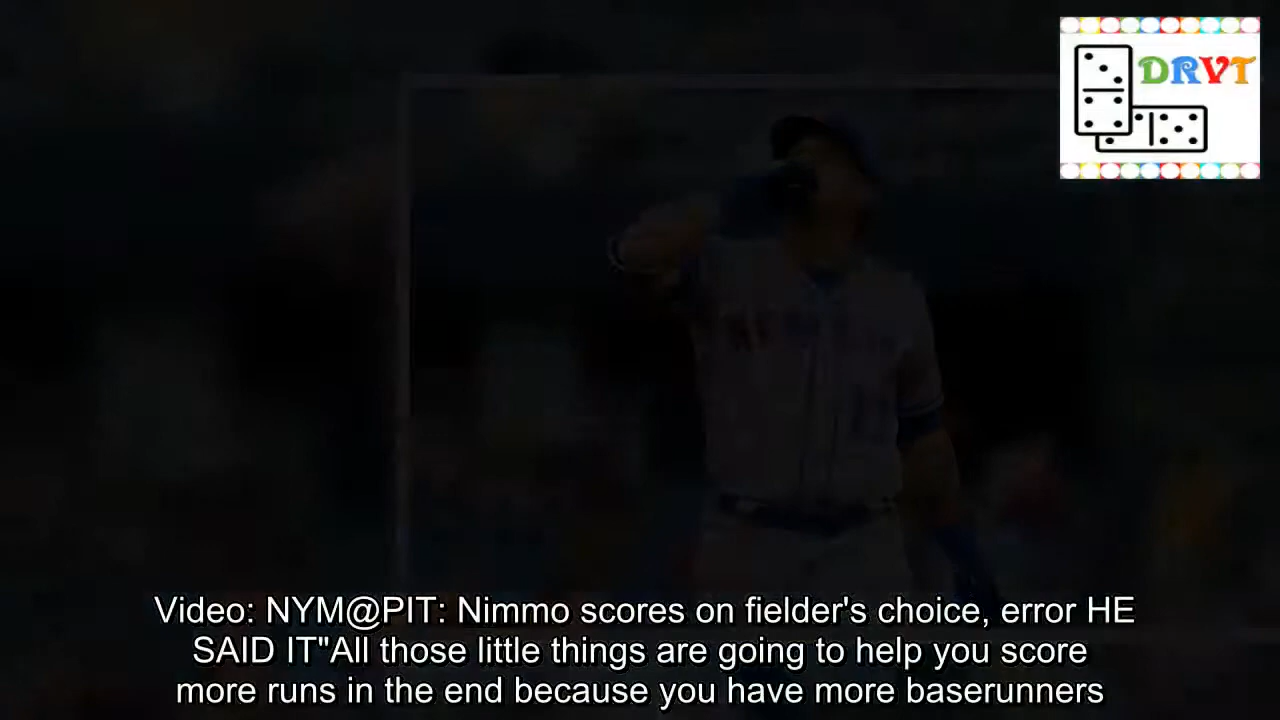 DRVT
Video: NYM@PIT: Nimmo scores on fielder's choice, error HE
SAID IT"All those little things are going to help you score
more runs in the end because you have more baserunners